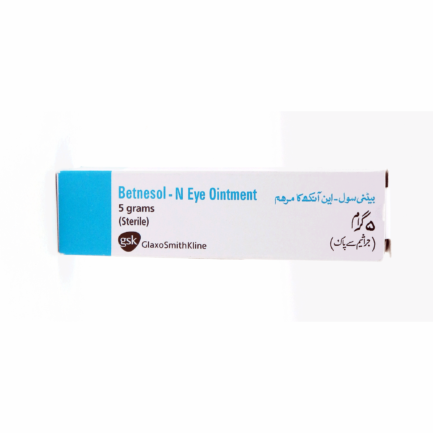 Betnesol - N Eye Ointment
5 grams
(Sterile)
gsk GlaxoSmithKline
بیٹنی سول - این آنکھ کا مرہم
۵ گرام
(جراثیم سے پاک)